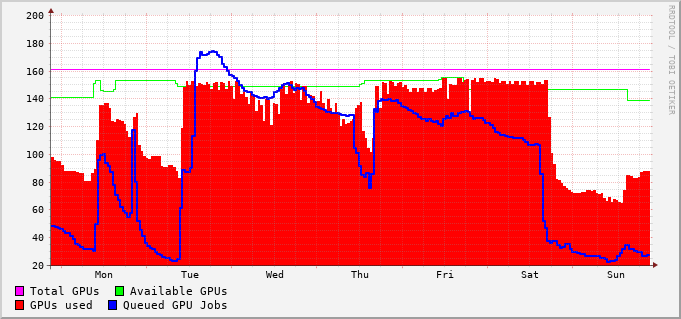 RRDTOOL / TOBI OETIKER
200
180
160
140
120
100
80
60
40
20
Mon Tue Wed Thu Fri Sat Sun
Total GPUs Available GPUs
GPUs used Queued GPU Jobs